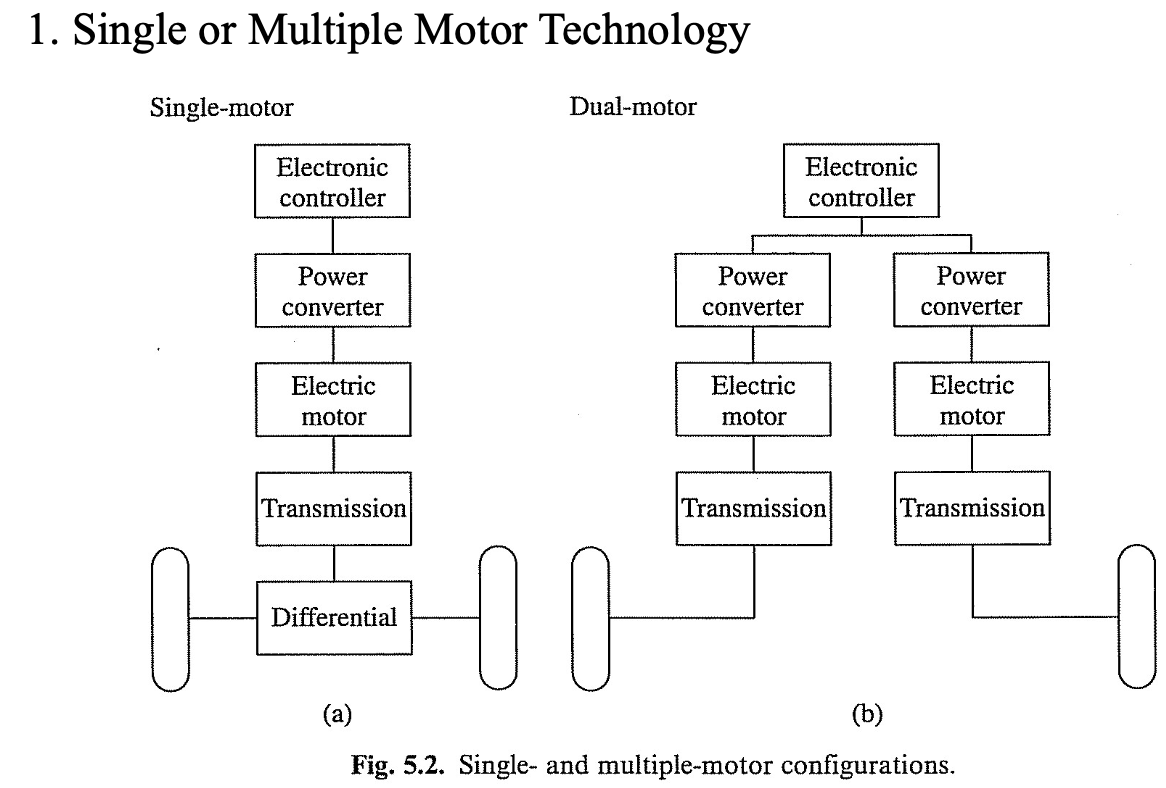 1. Single or Multiple Motor Technology
Single-motor
Electronic
controller
Power
converter
Electric
motor
Transmission
Differential
(a)
Dual-motor
Electronic
controller
Power
converter
Power
converter
Electric
motor
Electric
motor
Transmission
Transmission
(b)
Fig. 5.2. Single- and multiple-motor configurations.